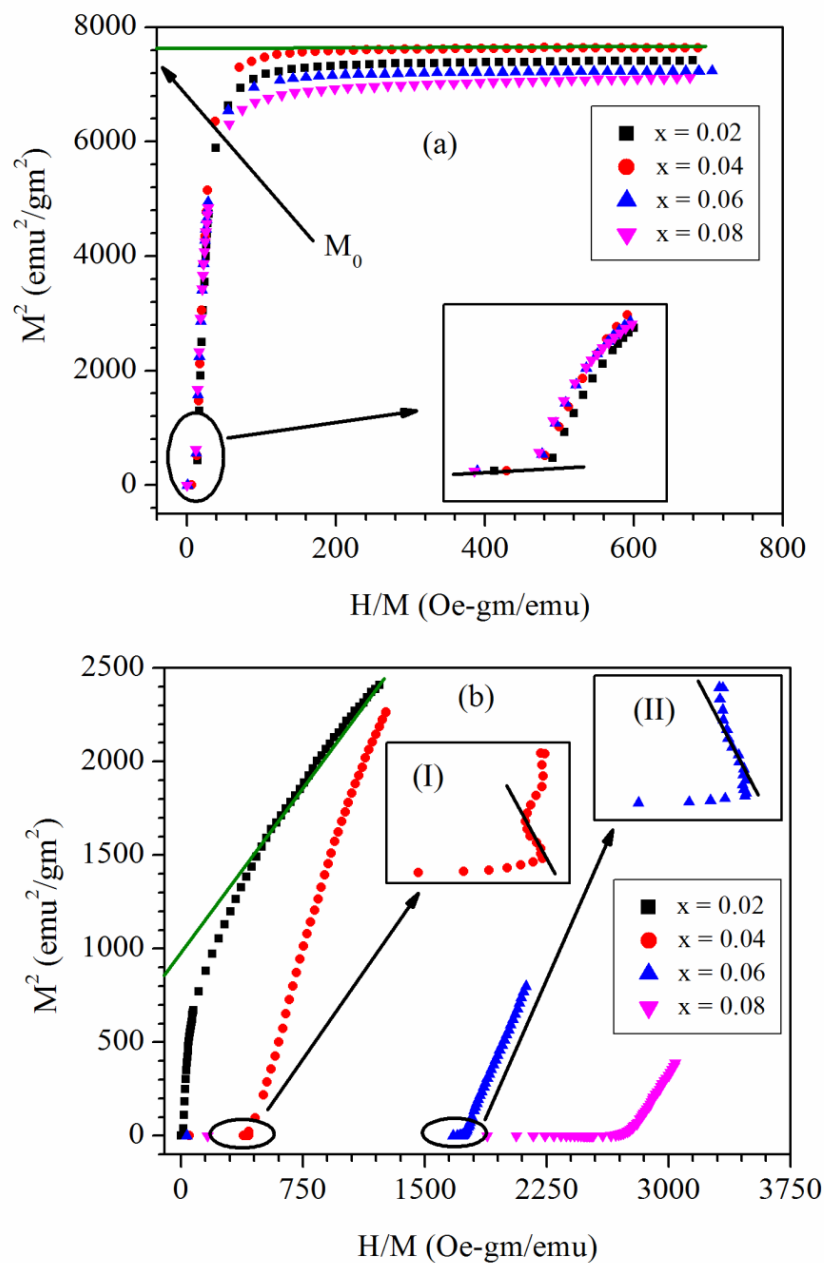 8000
6000
4000
2000
0
M² (emu²/gm²)
(a)
x = 0.02
x = 0.04
x = 0.06
x = 0.08
M₀
0 200 400 600 800
H/M (Oe-gm/emu)
2500
2000
1500
1000
500
0
M² (emu²/gm²)
(b)
(I)
(II)
x = 0.02
x = 0.04
x = 0.06
x = 0.08
0 750 1500 2250 3000 3750
H/M (Oe-gm/emu)